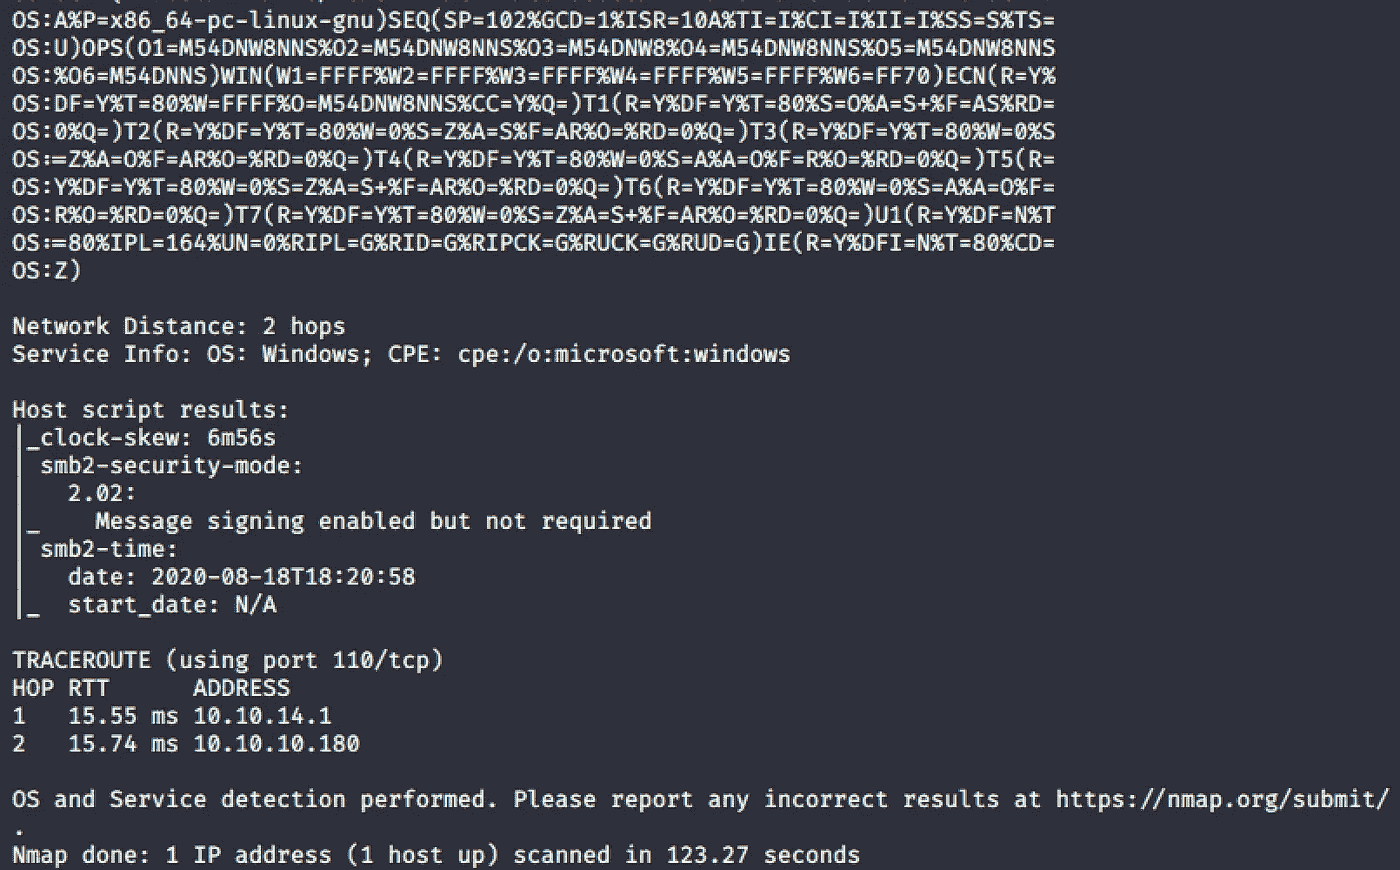 OS:A%P=x86_64-pc-linux-gnu)SEQ(SP=102%GCD=1%ISR=10A%TI=I%CI=I%II=I%SS=S%TS=
OS:U)OPS(O1=M54DNW8NNS%O2=M54DNW8NNS%O3=M54DNW8%O4=M54DNW8NNS%O5=M54DNW8NNS
OS:%O6=M54DNNS)WIN(W1=FFFF%W2=FFFF%W3=FFFF%W4=FFFF%W5=FFFF%W6=FF70)ECN(R=Y%
OS:DF=Y%T=80%W=FFFF%O=M54DNW8NNS%CC=Y%Q=)T1(R=Y%DF=Y%T=80%S=O%A=S+%F=AS%RD=
OS:0%Q=)T2(R=Y%DF=Y%T=80%W=0%S=Z%A=S%F=AR%O=%RD=0%Q=)T3(R=Y%DF=Y%T=80%W=0%S
OS:=Z%A=O%F=AR%O=%RD=0%Q=)T4(R=Y%DF=Y%T=80%W=0%S=A%A=O%F=R%O=%RD=0%Q=)T5(R=
OS:Y%DF=Y%T=80%W=0%S=Z%A=S+%F=AR%O=%RD=0%Q=)T6(R=Y%DF=Y%T=80%W=0%S=A%A=O%F=
OS:R%O=%RD=0%Q=)T7(R=Y%DF=Y%T=80%W=0%S=Z%A=S+%F=AR%O=%RD=0%Q=)U1(R=Y%DF=N%T
OS:=80%IPL=164%UN=0%RIPL=G%RID=G%RIPCK=G%RUCK=G%RUD=G)IE(R=Y%DFI=N%T=80%CD=
OS:Z)
Network Distance: 2 hops
Service Info: OS: Windows; CPE: cpe:/o:microsoft:windows
Host script results:
|_clock-skew: 6m56s
| smb2-security-mode:
|   2.02:
|_    Message signing enabled but not required
| smb2-time:
|   date: 2020-08-18T18:20:58
|_  start_date: N/A
TRACEROUTE (using port 110/tcp)
HOP RTT      ADDRESS
1   15.55 ms 10.10.14.1
2   15.74 ms 10.10.10.180
OS and Service detection performed. Please report any incorrect results at https://nmap.org/submit/
.
Nmap done: 1 IP address (1 host up) scanned in 123.27 seconds